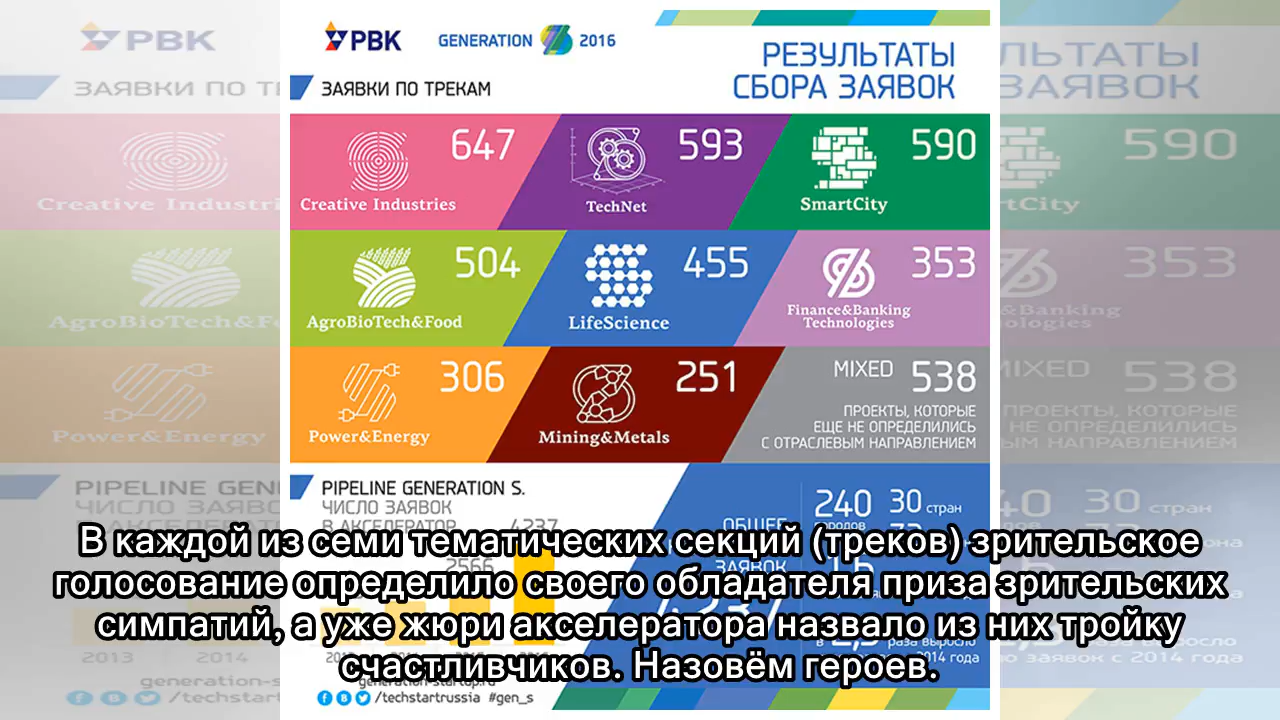 РВК
GENERATION S 2016
РЕЗУЛЬТАТЫ
СБОРА ЗАЯВОК
ЗАЯВКИ ПО ТРЕКАМ
647
Creative Industries
593
TechNet
590
SmartCity
504
AgroBioTech&Food
455
LifeScience
353
Finance&Banking
Technologies
306
Power&Energy
251
Mining&Metals
MIXED 538
ПРОЕКТЫ, КОТОРЫЕ
ЕЩЕ НЕ ОПРЕДЕЛИЛИСЬ
С ОТРАСЛЕВЫМ НАПРАВЛЕНИЕМ
PIPELINE GENERATION S.
ЧИСЛО ЗАЯВОК
В АКСЕЛЕРАТОР
4237
2566
240
30 стран
В каждой из семи тематических секций (треков) зрительское
голосование определило своего обладателя приза зрительских
симпатий, а уже жюри акселератора назвало из них тройку
счастливчиков. Назовём героев.
/techstartrussia #gen_s